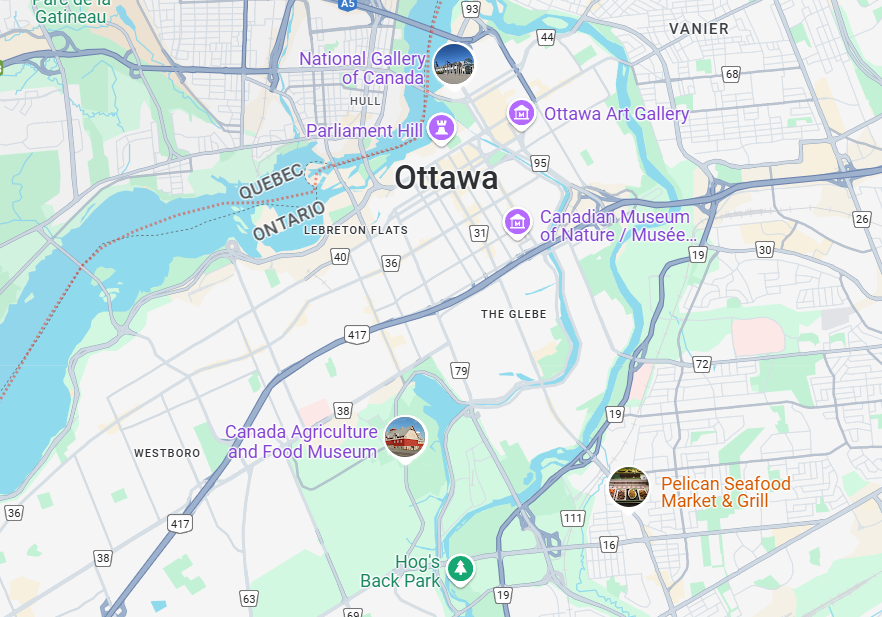 Parc de la
Gatineau
A5
93
44
VANIER
National Gallery
of Canada
68
HULL
Parliament Hill
Ottawa Art Gallery
95
QUEBEC
Ottawa
ONTARIO
LEBRETON FLATS
31
Canadian Museum
of Nature / Musée...
26
40
36
19
30
THE GLEBE
417
72
79
38
19
Canada Agriculture
and Food Museum
WESTBORO
Pelican Seafood
Market & Grill
36
417
111
16
38
Hog's
Back Park
63
19
69